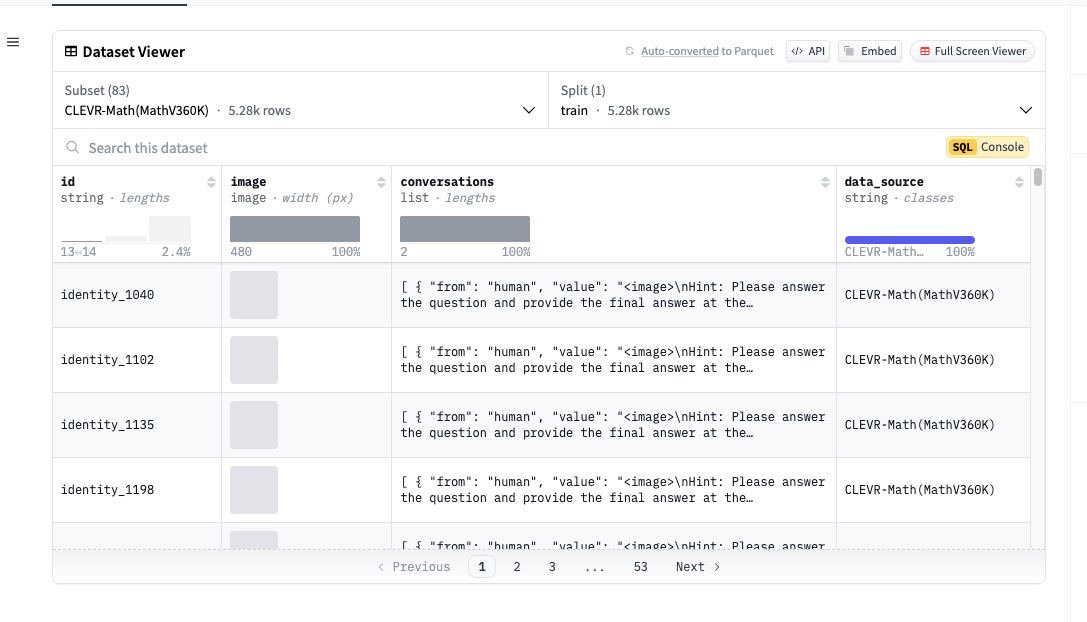 Dataset Viewer
Auto-converted to Parquet
</> API
Embed
Full Screen Viewer
Subset (83)
CLEVR-Math(MathV360K) · 5.28k rows
Split (1)
train · 5.28k rows
Search this dataset
SQL Console
id
string · lengths
13↔14 2.4%
image
image · width (px)
480 100%
conversations
list · lengths
2 100%
data_source
string · classes
CLEVR-Math… 100%
identity_1040
[ { "from": "human", "value": "<image>\nHint: Please answer
the question and provide the final answer at the…
CLEVR-Math(MathV360K)
identity_1102
[ { "from": "human", "value": "<image>\nHint: Please answer
the question and provide the final answer at the…
CLEVR-Math(MathV360K)
identity_1135
[ { "from": "human", "value": "<image>\nHint: Please answer
the question and provide the final answer at the…
CLEVR-Math(MathV360K)
identity_1198
[ { "from": "human", "value": "<image>\nHint: Please answer
the question and provide the final answer at the…
CLEVR-Math(MathV360K)
[ { "from": "human", "value": "<image>\nHint: Please answer
< Previous 1 2 3 ... 53 Next >